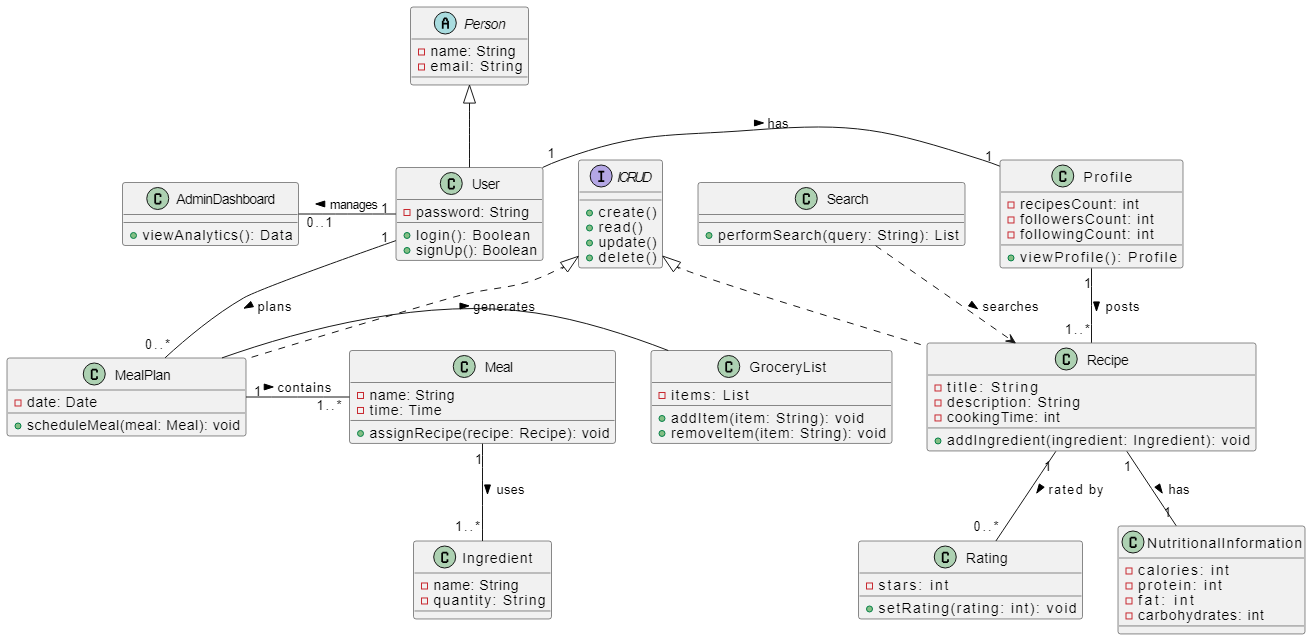 A Person
name: String
email: String
has
1
1
C User
password: String
login(): Boolean
signUp(): Boolean
I ICRUD
create()
read()
update()
delete()
C Search
performSearch(query: String): List
C Profile
recipesCount: int
followersCount: int
followingCount: int
viewProfile(): Profile
C AdminDashboard
viewAnalytics(): Data
manages
1
0..1
1
plans
0..*
generates
searches
1
posts
1..*
C MealPlan
date: Date
scheduleMeal(meal: Meal): void
1
contains
1..*
C Meal
name: String
time: Time
assignRecipe(recipe: Recipe): void
C GroceryList
items: List
addItem(item: String): void
removeItem(item: String): void
C Recipe
title: String
description: String
cookingTime: int
addIngredient(ingredient: Ingredient): void
1
uses
1..*
1
rated by
0..*
1
has
1
C Ingredient
name: String
quantity: String
C Rating
stars: int
setRating(rating: int): void
C NutritionalInformation
calories: int
protein: int
fat: int
carbohydrates: int